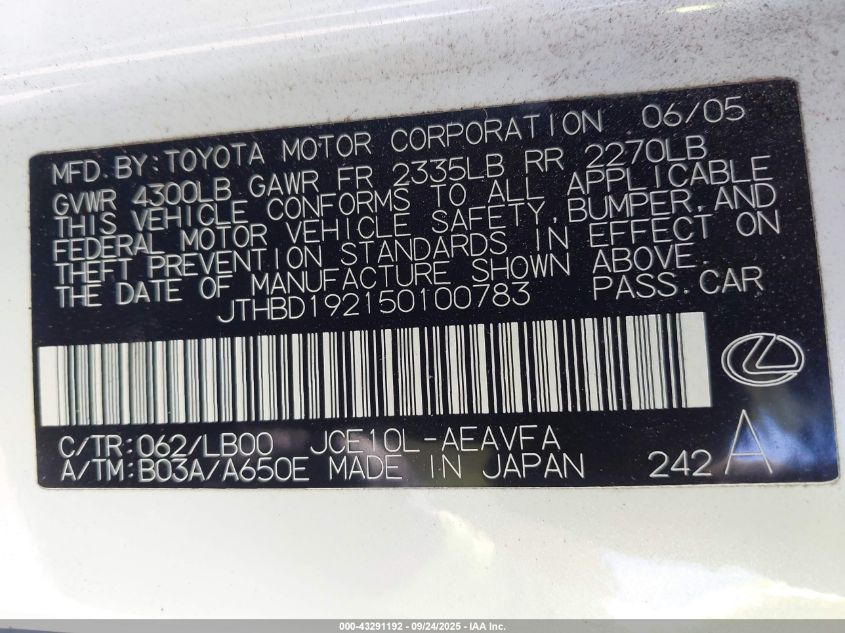 MFD. BY: TOYOTA MOTOR CORPORATION 06/05
GVWR 4300LB GAWR FR 2335LB RR 2270LB
THIS VEHICLE CONFORMS TO ALL APPLICABLE
FEDERAL MOTOR VEHICLE SAFETY, BUMPER, AND
THEFT PREVENTION STANDARDS IN EFFECT ON
THE DATE OF MANUFACTURE SHOWN ABOVE.
JTHBD192150100783 PASS. CAR
C/TR: 062/LB00 JCE10L-AEAVFA
A/TM: B03A/A650E MADE IN JAPAN 242 A
000-43291192 - 09/24/2025 - IAA Inc.